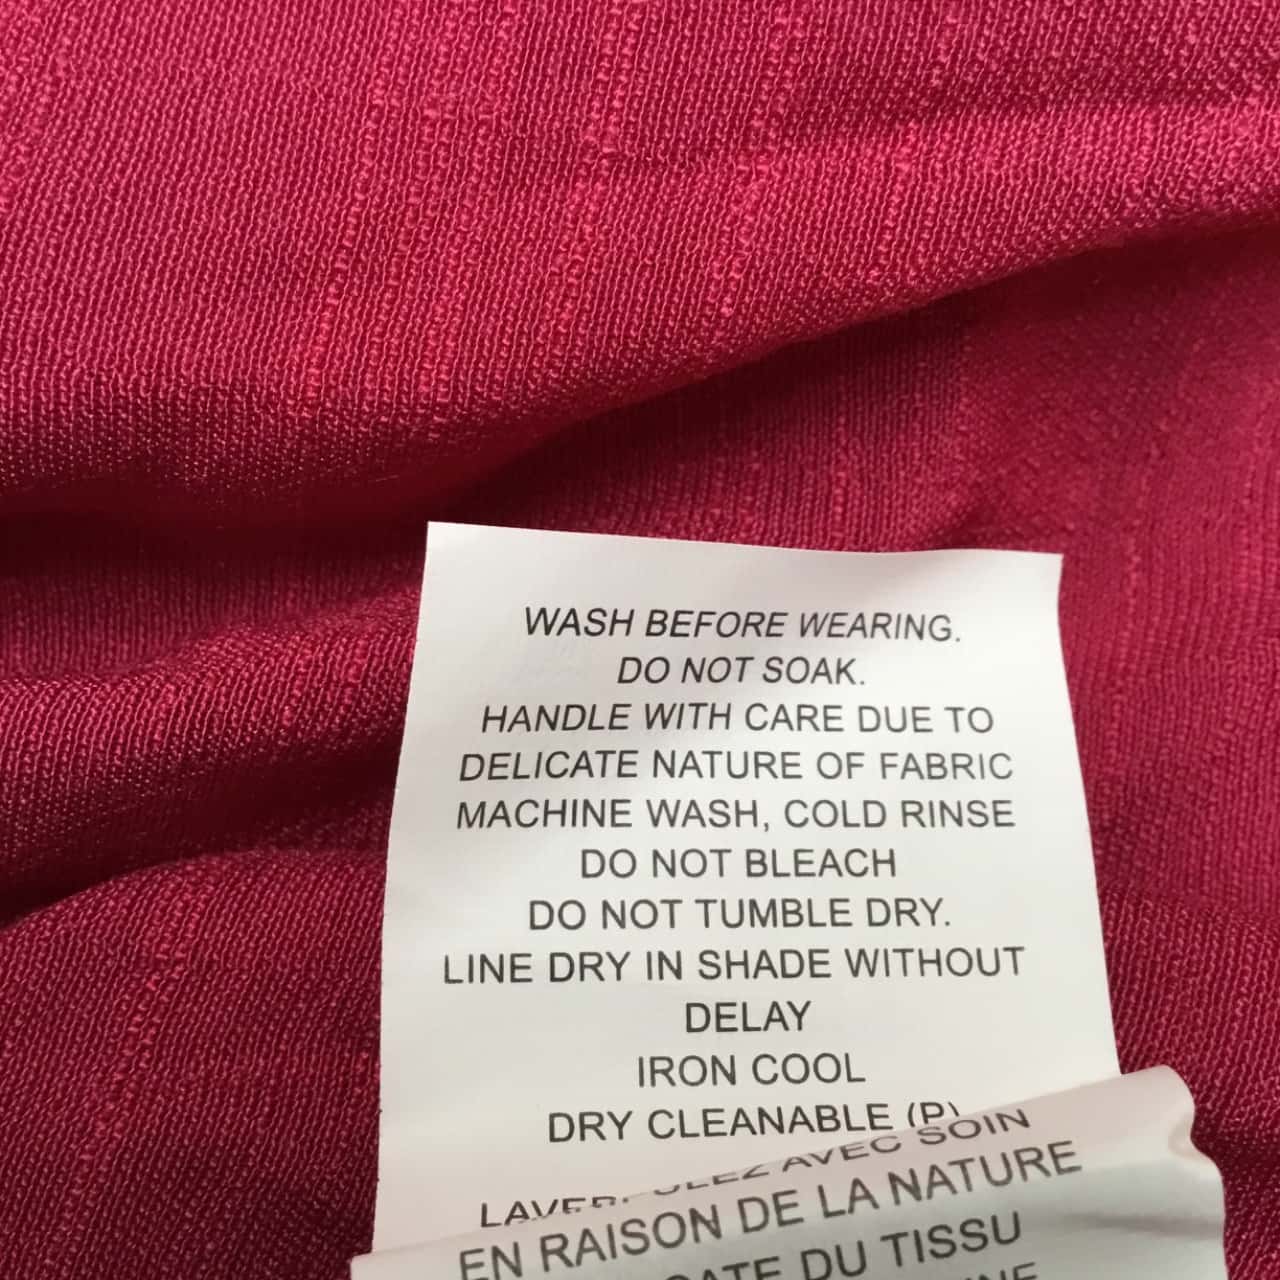 WASH BEFORE WEARING.
DO NOT SOAK.
HANDLE WITH CARE DUE TO
DELICATE NATURE OF FABRIC
MACHINE WASH, COLD RINSE
DO NOT BLEACH
DO NOT TUMBLE DRY.
LINE DRY IN SHADE WITHOUT
DELAY
IRON COOL
DRY CLEANABLE (P)
AVEC SOIN
EN RAISON DE LA NATURE
DU TISSU